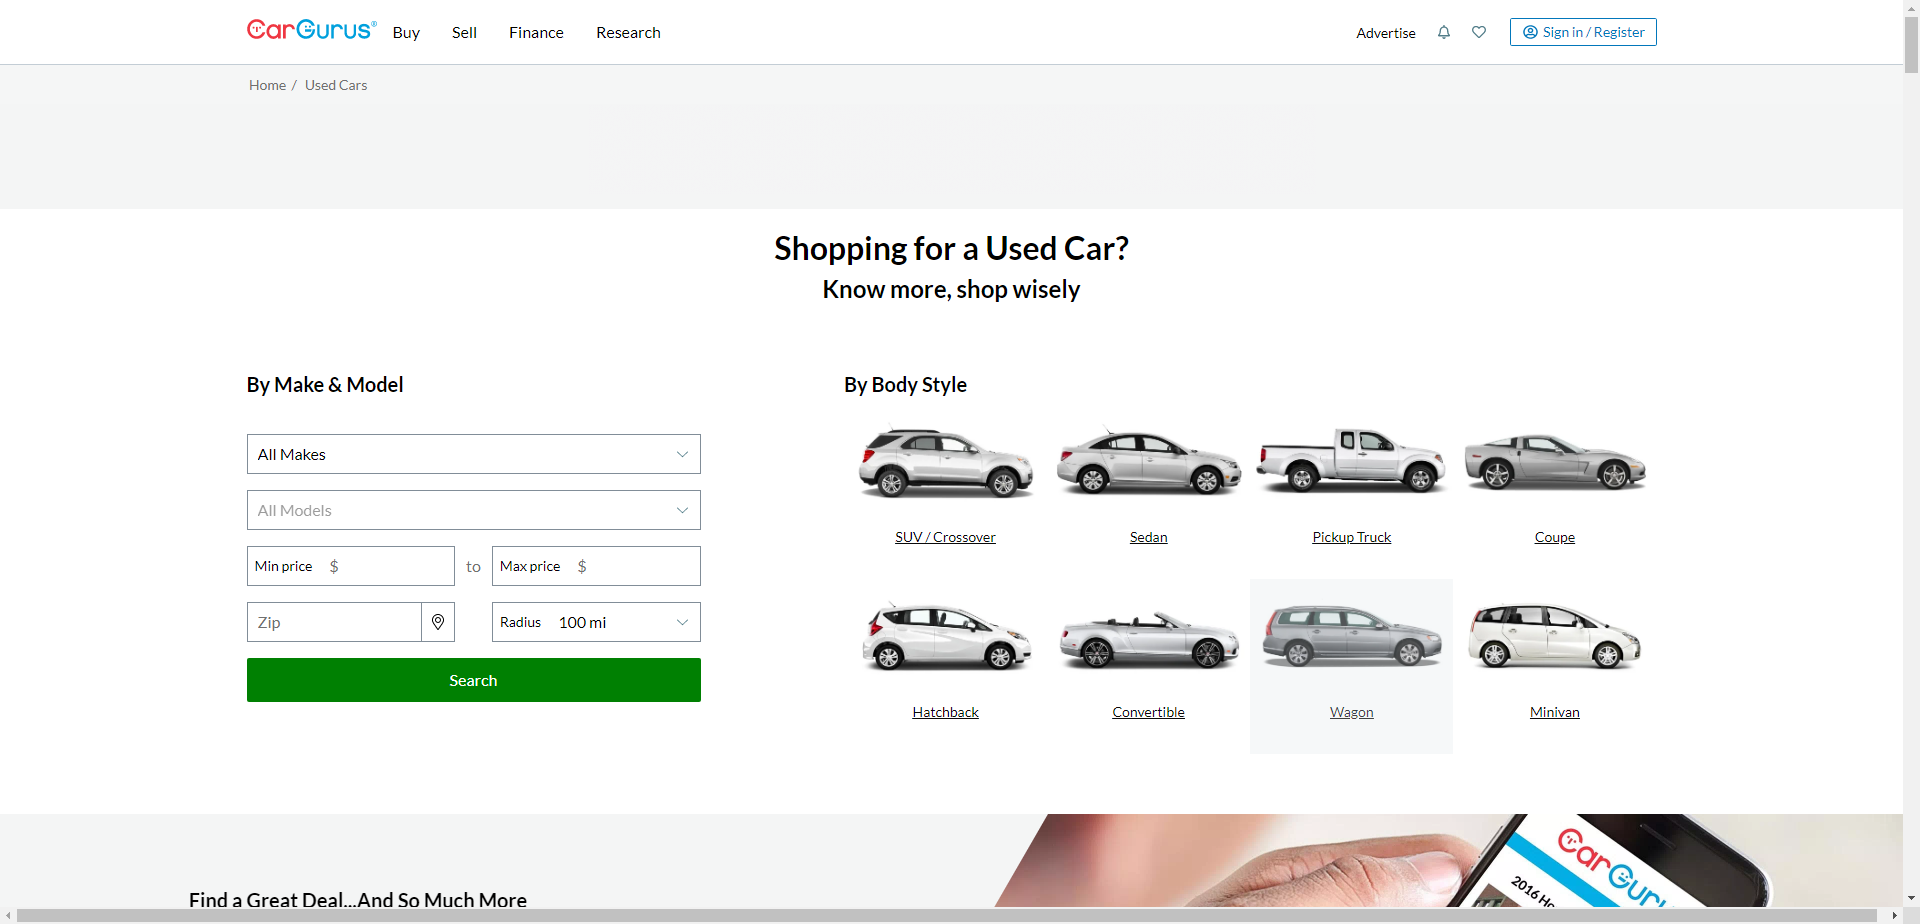 CarGurus®
Buy
Sell
Finance
Research
Advertise
Sign in / Register
Home / Used Cars
Shopping for a Used Car?
Know more, shop wisely
By Make & Model
All Makes
All Models
Min price $
to
Max price $
Zip
Radius 100 mi
Search
By Body Style
SUV / Crossover
Sedan
Pickup Truck
Coupe
Hatchback
Convertible
Wagon
Minivan
Find a Great Deal...And So Much More
CarGuru
2016 Ho